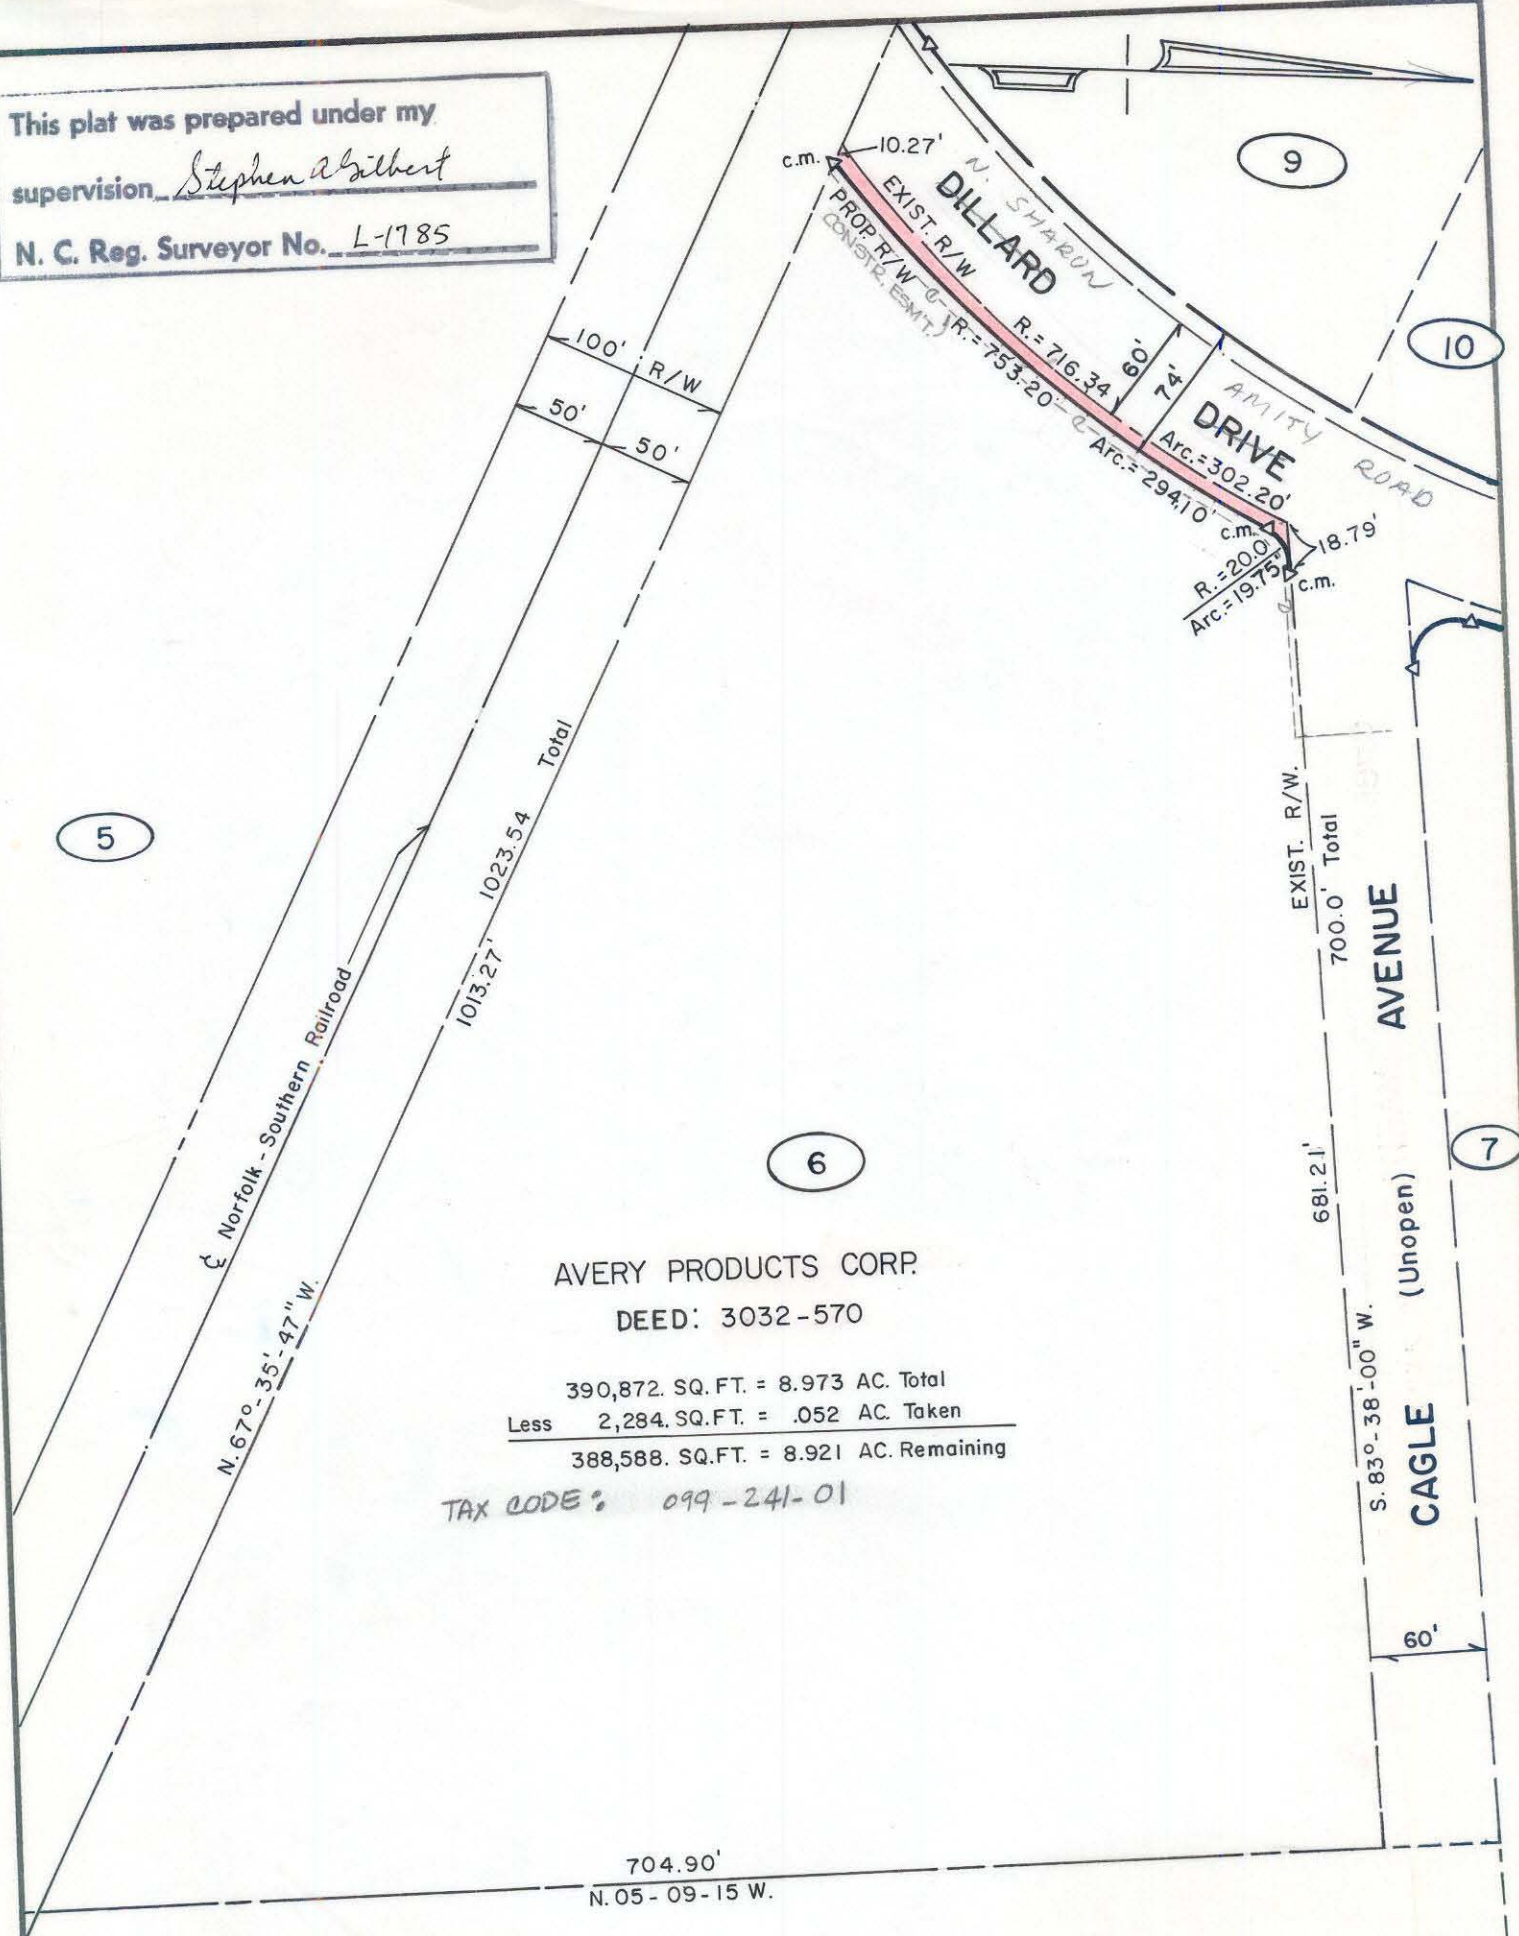 This plat was prepared under my
supervision Stephen A Gilbert
N. C. Reg. Surveyor No. L-1785
9
10
c.m.
10.27'
EXIST. R/W
PROP. R/W
CONSTR. ESM'T.)
N. SHARON
DILLARD
R.= 716.34
R.= 753.20
60'
74'
AMITY
DRIVE
ROAD
Arc.= 302.20'
Arc.= 294.10'
c.m.
18.79'
R.=20.0
Arc.=19.75'
c.m.
100' R/W
50'
50'
5
1023.54 Total
1013.27'
℄ Norfolk-Southern Railroad
N. 67°-35'-47" W.
EXIST. R/W.
700.0' Total
681.21'
S. 83°-38'-00" W.
CAGLE (Unopen) AVENUE
7
60'
6
AVERY PRODUCTS CORP.
DEED: 3032-570
390,872. SQ. FT. = 8.973 AC. Total
Less 2,284. SQ.FT. = .052 AC. Taken
388,588. SQ.FT. = 8.921 AC. Remaining
TAX CODE: 099-241-01
704.90'
N. 05-09-15 W.